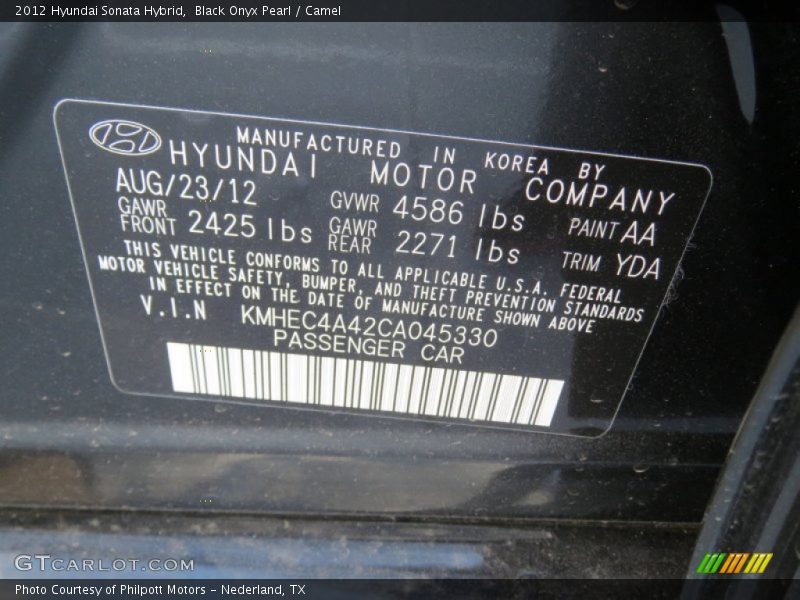 2012 Hyundai Sonata Hybrid, Black Onyx Pearl / Camel
MANUFACTURED IN KOREA BY
HYUNDAI MOTOR COMPANY
AUG/23/12 GVWR 4586 lbs PAINT AA
GAWR FRONT 2425 lbs GAWR REAR 2271 lbs TRIM YDA
THIS VEHICLE CONFORMS TO ALL APPLICABLE U.S.A. FEDERAL
MOTOR VEHICLE SAFETY, BUMPER, AND THEFT PREVENTION STANDARDS
IN EFFECT ON THE DATE OF MANUFACTURE SHOWN ABOVE
V.I.N KMHEC4A42CA045330
PASSENGER CAR
GTCarLot.com
Photo Courtesy of Philpott Motors - Nederland, TX